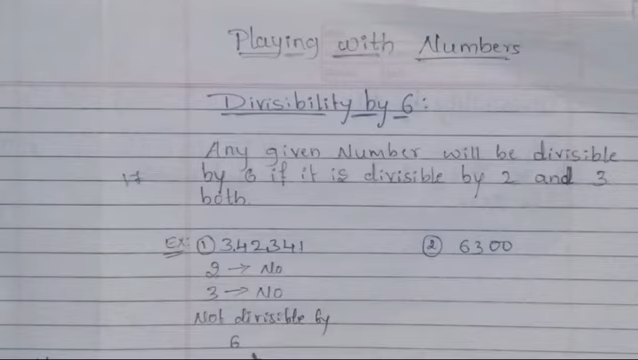 Playing with Numbers
Divisibility by 6:
Any given Number will be divisible
17 by 6 if it is divisible by 2 and 3
both.
Ex: ① 3,42,341 ② 6300
2 → No
3 → No
Not divisible by
6